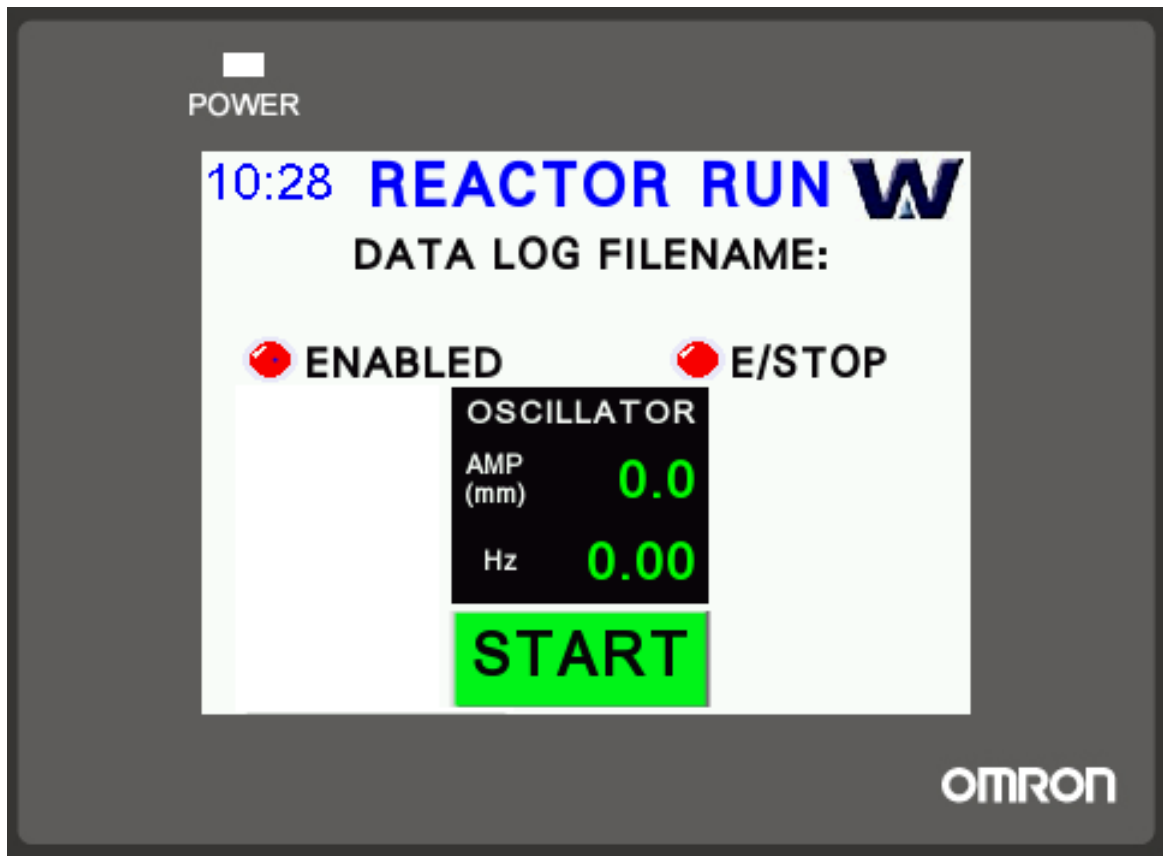 POWER
10:28 REACTOR RUN W
DATA LOG FILENAME:
ENABLED E/STOP
OSCILLATOR
AMP
(mm) 0.0
Hz 0.00
START
OMRON